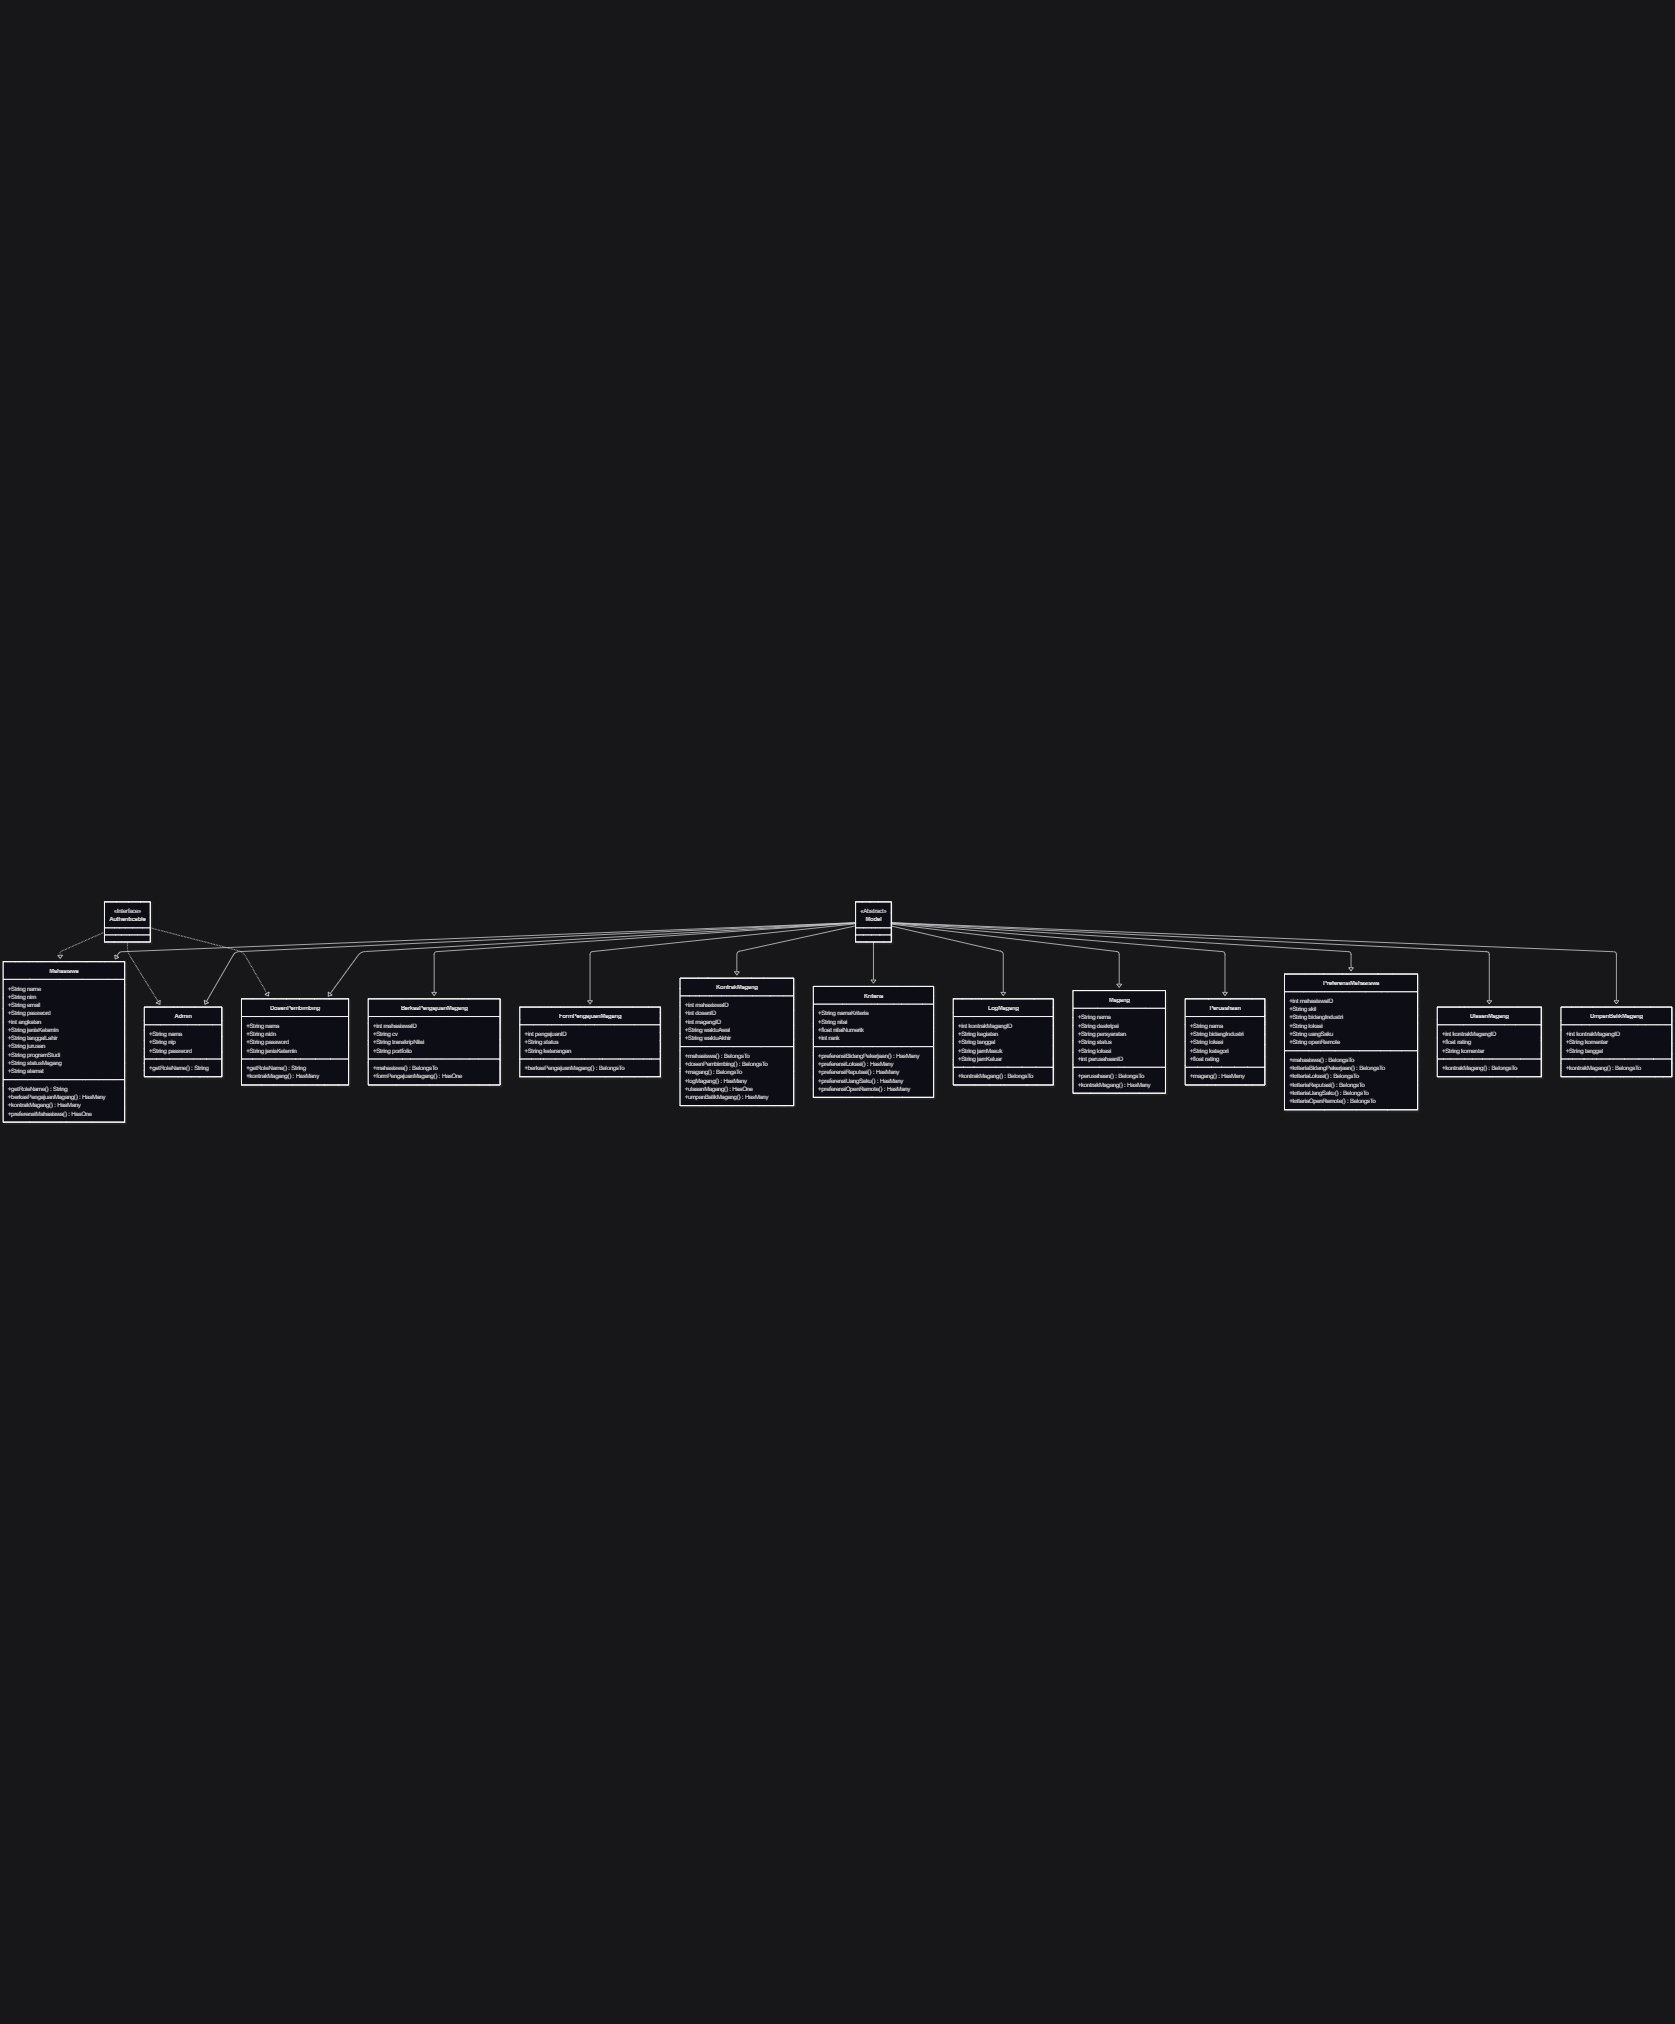 «Interface»
Authenticable
«Abstract»
Model
Mahasiswa
+String name
+String nim
+String email
+String password
+int angkatan
+String jenisKelamin
+String tanggalLahir
+String jurusan
+String programStudi
+String statusMagang
+String alamat
+getRoleName() : String
+berkasPengajuanMagang() : HasMany
+kontrakMagang() : HasMany
+preferensiMahasiswa() : HasOne
Admin
+String nama
+String nip
+String password
+getRoleName() : String
DosenPembimbing
+String nama
+String nidn
+String password
+String jenisKelamin
+getRoleName() : String
+kontrakMagang() : HasMany
BerkasPengajuanMagang
+int mahasiswaID
+String cv
+String transkripNilai
+String portfolio
+mahasiswa() : BelongsTo
+formPengajuanMagang() : HasOne
FormPengajuanMagang
+int pengajuanID
+String status
+String keterangan
+berkasPengajuanMagang() : BelongsTo
KontrakMagang
+int mahasiswaID
+int dosenID
+int magangID
+String waktuAwal
+String waktuAkhir
+mahasiswa() : BelongsTo
+dosenPembimbing() : BelongsTo
+magang() : BelongsTo
+logMagang() : HasMany
+ulasanMagang() : HasOne
+umpanBalikMagang() : HasMany
Kriteria
+String namaKriteria
+String nilai
+float nilaiNumerik
+int rank
+preferensiBidangPekerjaan() : HasMany
+preferensiLokasi() : HasMany
+preferensiReputasi() : HasMany
+preferensiUangSaku() : HasMany
+preferensiOpenRemote() : HasMany
LogMagang
+int kontrakMagangID
+String kegiatan
+String tanggal
+String jamMasuk
+String jamKeluar
+kontrakMagang() : BelongsTo
Magang
+String nama
+String deskripsi
+String persyaratan
+String status
+String lokasi
+int perusahaanID
+perusahaan() : BelongsTo
+kontrakMagang() : HasMany
Perusahaan
+String nama
+String bidangIndustri
+String lokasi
+String kategori
+float rating
+magang() : HasMany
PreferensiMahasiswa
+int mahasiswaID
+String skill
+String bidangIndustri
+String lokasi
+String uangSaku
+String openRemote
+mahasiswa() : BelongsTo
+kriteriaBidangPekerjaan() : BelongsTo
+kriteriaLokasi() : BelongsTo
+kriteriaReputasi() : BelongsTo
+kriteriaUangSaku() : BelongsTo
+kriteriaOpenRemote() : BelongsTo
UlasanMagang
+int kontrakMagangID
+float rating
+String komentar
+kontrakMagang() : BelongsTo
UmpanBalikMagang
+int kontrakMagangID
+String komentar
+String tanggal
+kontrakMagang() : BelongsTo